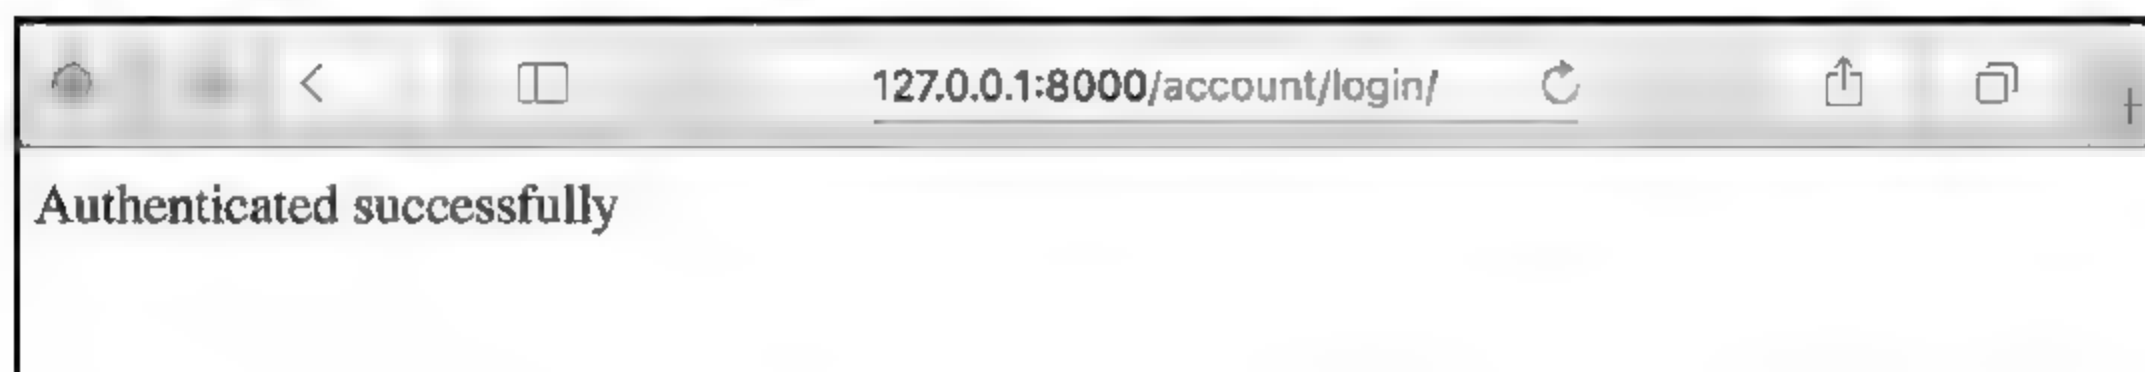 127.0.0.1:8000/account/login/
Authenticated successfully